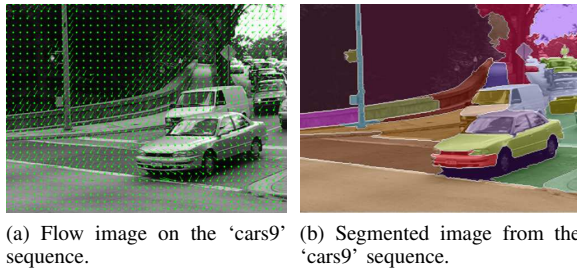 (a) Flow image on the ‘cars9’
sequence.
(b) Segmented image from the
‘cars9’ sequence.